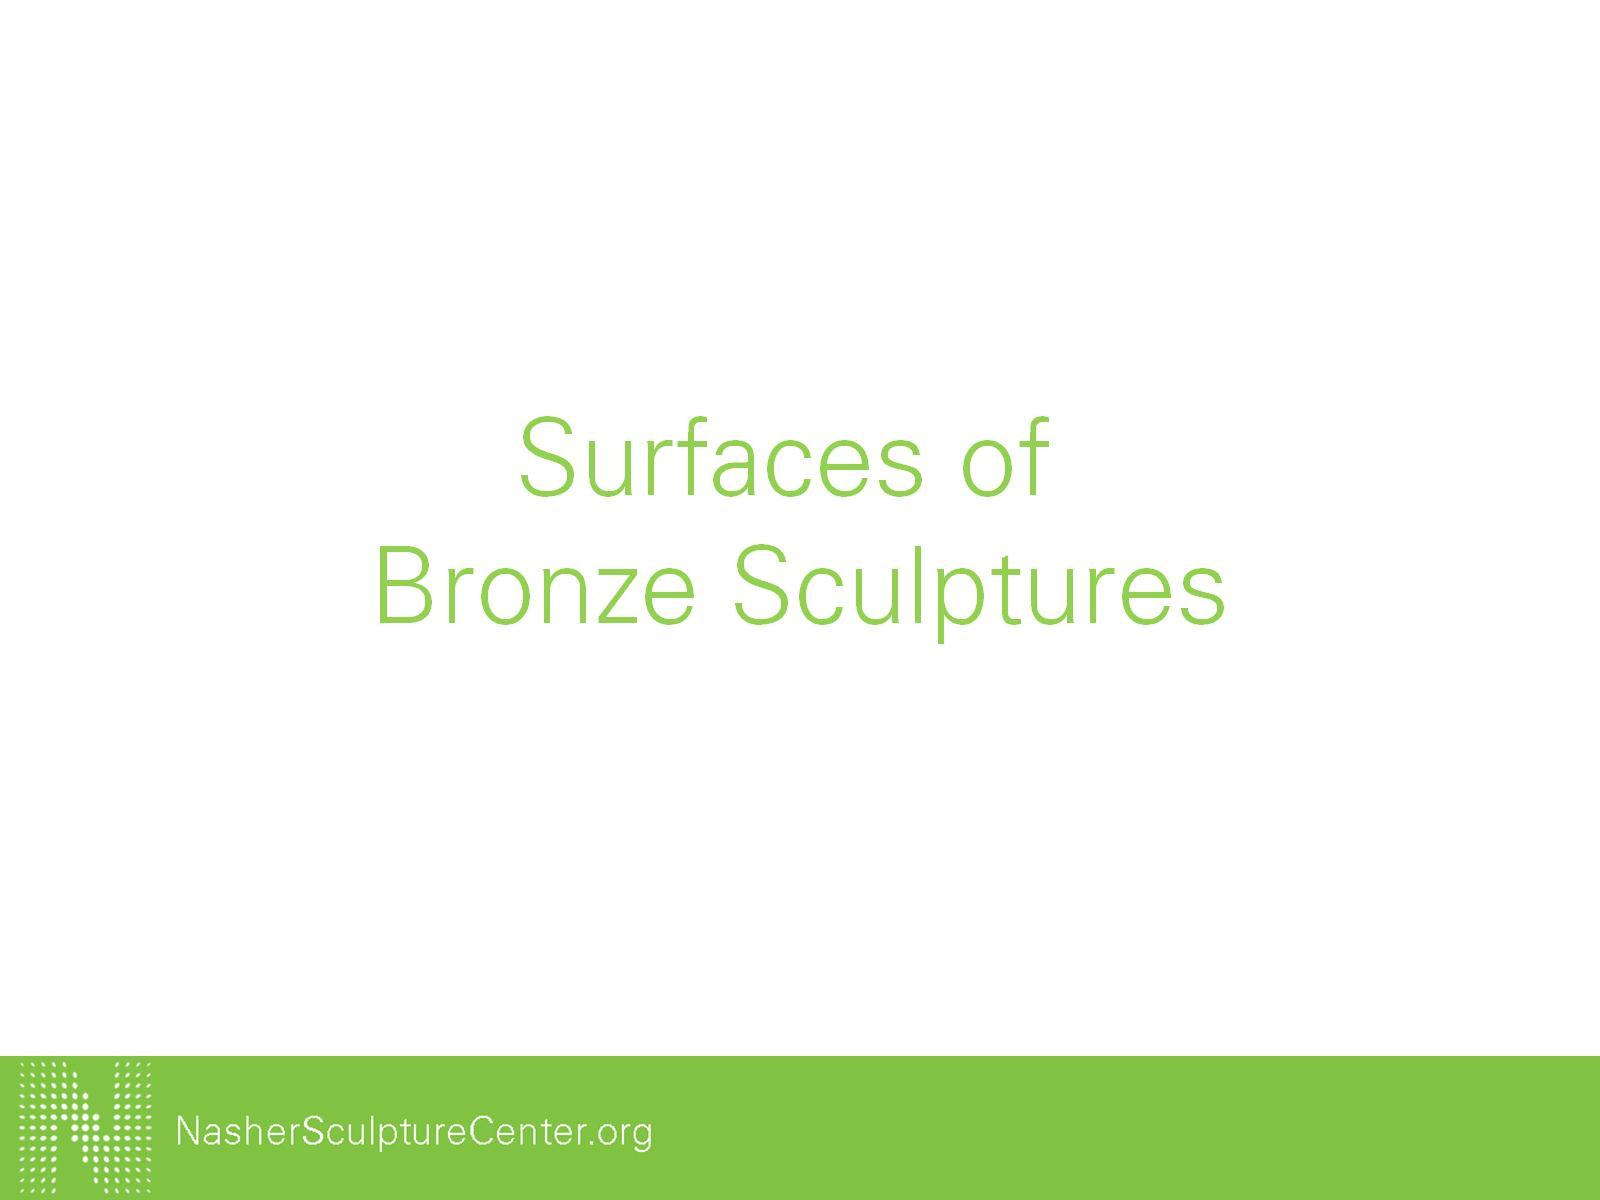 Surfaces of
Bronze Sculptures
NasherSculptureCenter.org